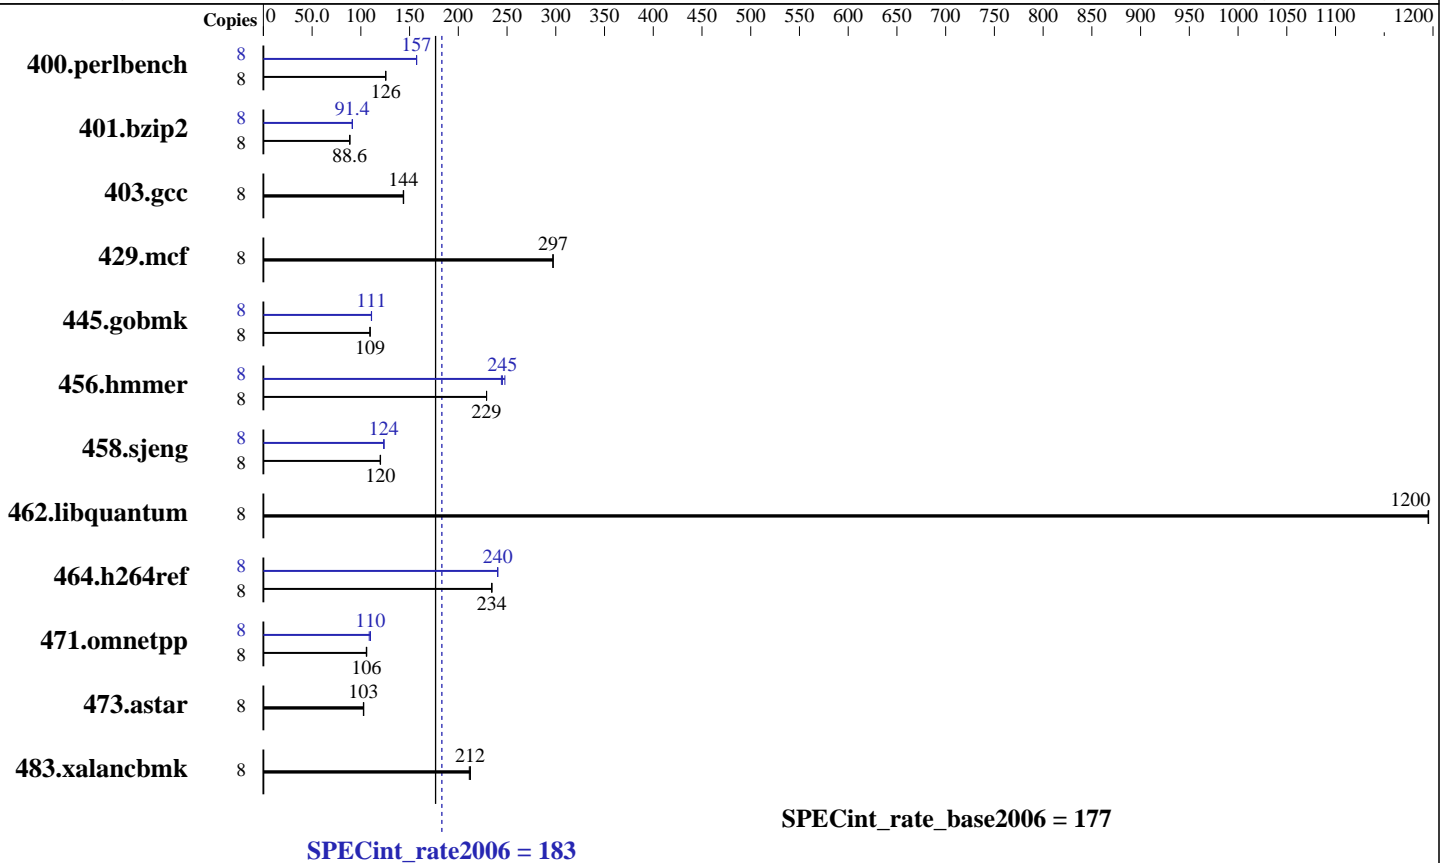 Copies 0 50.0 100 150 200 250 300 350 400 450 500 550 600 650 700 750 800 850 900 950 1000 1050 1100 1200
400.perlbench 8 157
8 126
401.bzip2 8 91.4
8 88.6
403.gcc 8 144
429.mcf 8 297
445.gobmk 8 111
8 109
456.hmmer 8 245
8 229
458.sjeng 8 124
8 120
462.libquantum 8 1200
464.h264ref 8 240
8 234
471.omnetpp 8 110
8 106
473.astar 8 103
483.xalancbmk 8 212
SPECint_rate_base2006 = 177
SPECint_rate2006 = 183